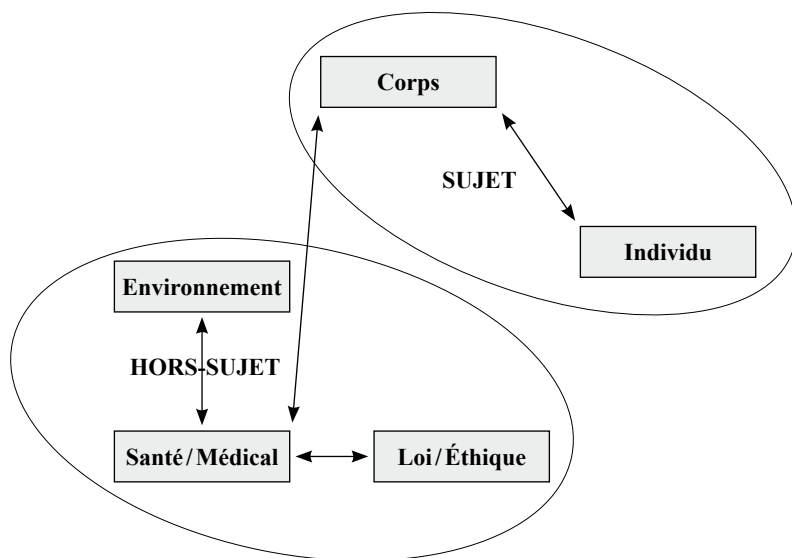 Corps
SUJET
Individu
Environnement
HORS-SUJET
Santé / Médical
Loi / Éthique